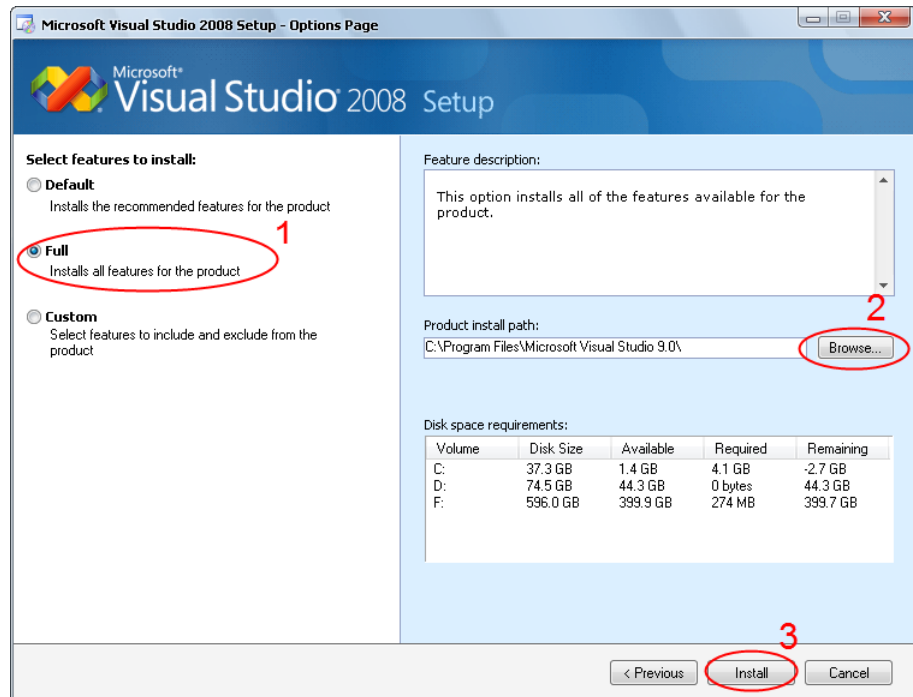 Microsoft Visual Studio 2008 Setup - Options Page
Microsoft®
Visual Studio® 2008 Setup
Select features to install:
Default
Installs the recommended features for the product
1
Full
Installs all features for the product
Custom
Select features to include and exclude from the
product
Feature description:
This option installs all of the features available for the
product.
2
Product install path:
C:\Program Files\Microsoft Visual Studio 9.0\
Browse...
Disk space requirements:
Volume Disk Size Available Required Remaining
C: 37.3 GB 1.4 GB 4.1 GB -2.7 GB
D: 74.5 GB 44.3 GB 0 bytes 44.3 GB
F: 596.0 GB 399.9 GB 274 MB 399.7 GB
3
< Previous Install Cancel